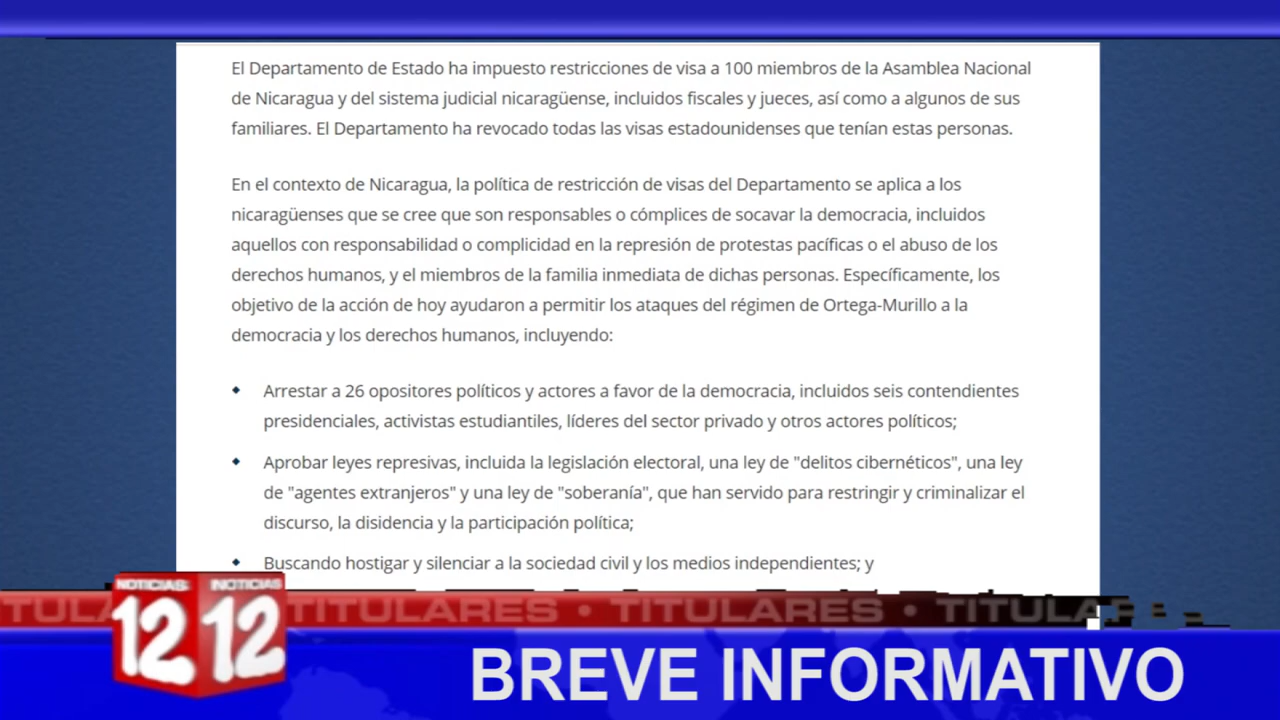 El Departamento de Estado ha impuesto restricciones de visa a 100 miembros de la Asamblea Nacional
de Nicaragua y del sistema judicial nicaragüense, incluidos fiscales y jueces, así como a algunos de sus
familiares. El Departamento ha revocado todas las visas estadounidenses que tenían estas personas.
En el contexto de Nicaragua, la política de restricción de visas del Departamento se aplica a los
nicaragüenses que se cree que son responsables o cómplices de socavar la democracia, incluidos
aquellos con responsabilidad o complicidad en la represión de protestas pacíficas o el abuso de los
derechos humanos, y el miembros de la familia inmediata de dichas personas. Específicamente, los
objetivo de la acción de hoy ayudaron a permitir los ataques del régimen de Ortega-Murillo a la
democracia y los derechos humanos, incluyendo:
Arrestar a 26 opositores políticos y actores a favor de la democracia, incluidos seis contendientes
presidenciales, activistas estudiantiles, líderes del sector privado y otros actores políticos;
Aprobar leyes represivas, incluida la legislación electoral, una ley de "delitos cibernéticos", una ley
de "agentes extranjeros" y una ley de "soberanía", que han servido para restringir y criminalizar el
discurso, la disidencia y la participación política;
Buscando hostigar y silenciar a la sociedad civil y los medios independientes; y
NOTICIAS NOTICIAS
12 12
TULA TITULARES • TITULARES • TITULA
BREVE INFORMATIVO